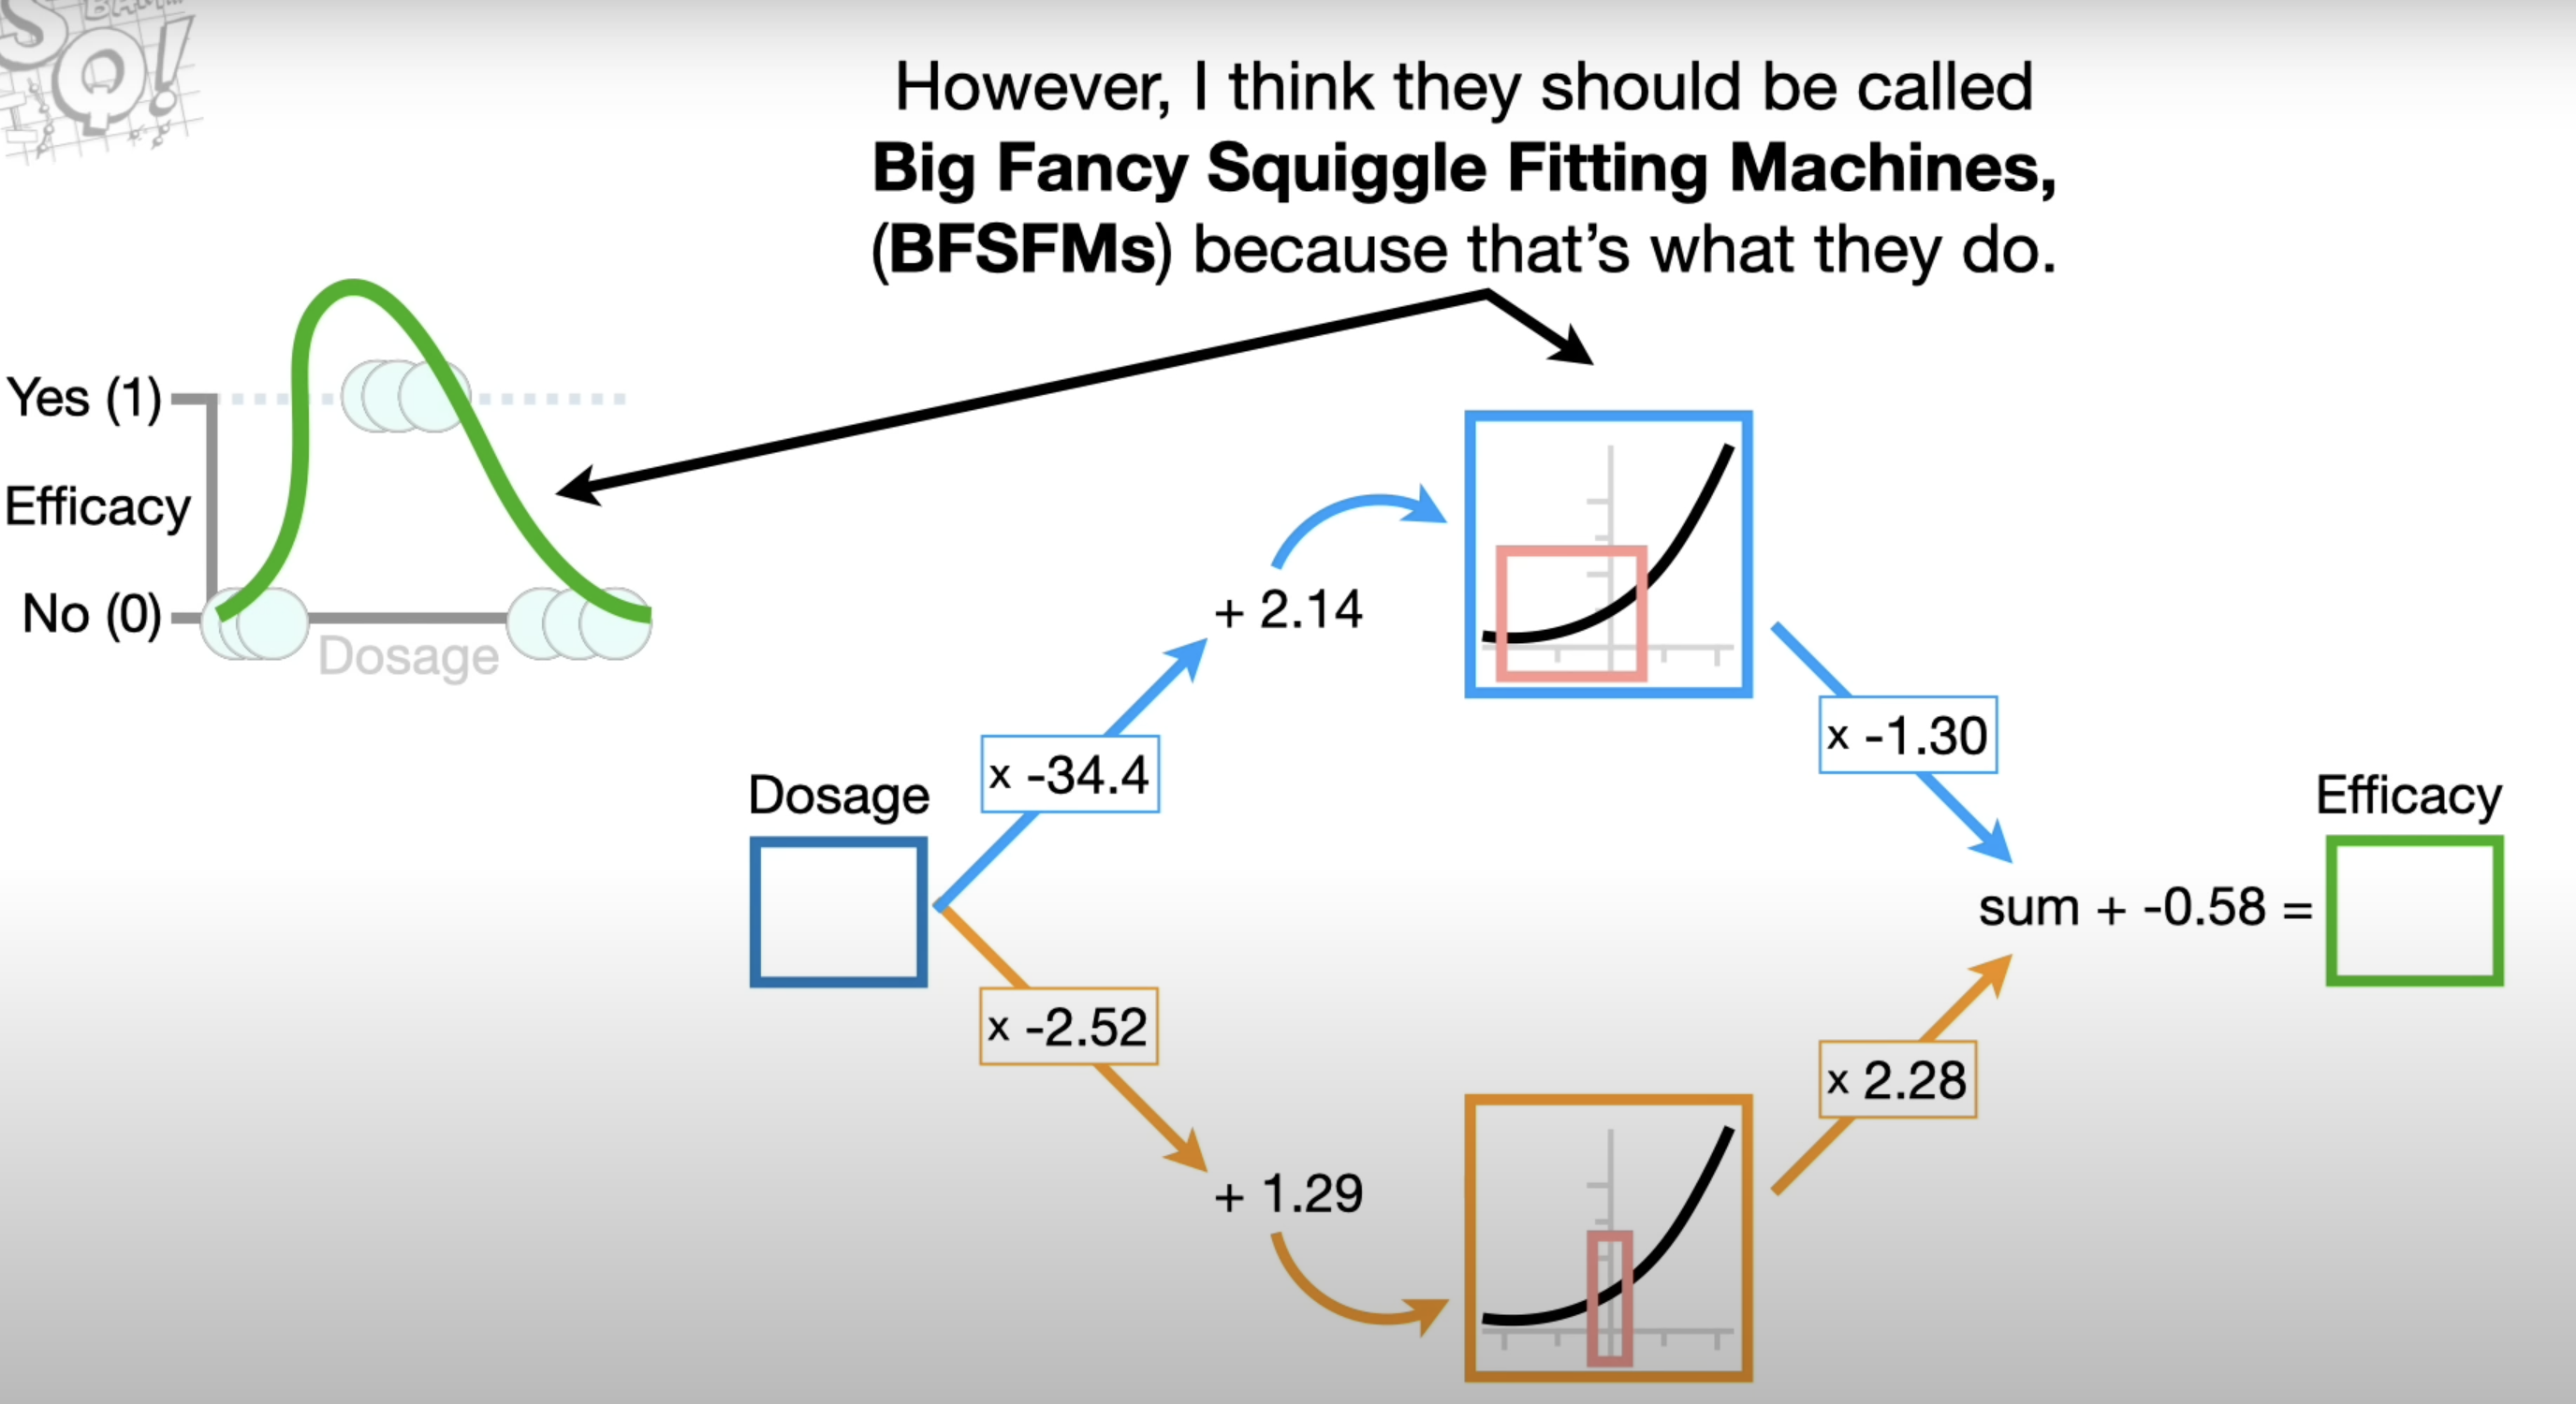 BAM...
SQ!
However, I think they should be called
Big Fancy Squiggle Fitting Machines,
(BFSFMs) because that’s what they do.
Yes (1)
Efficacy
No (0)
Dosage
+ 2.14
x -34.4
x -1.30
Dosage
Efficacy
sum + -0.58 =
x -2.52
x 2.28
+ 1.29